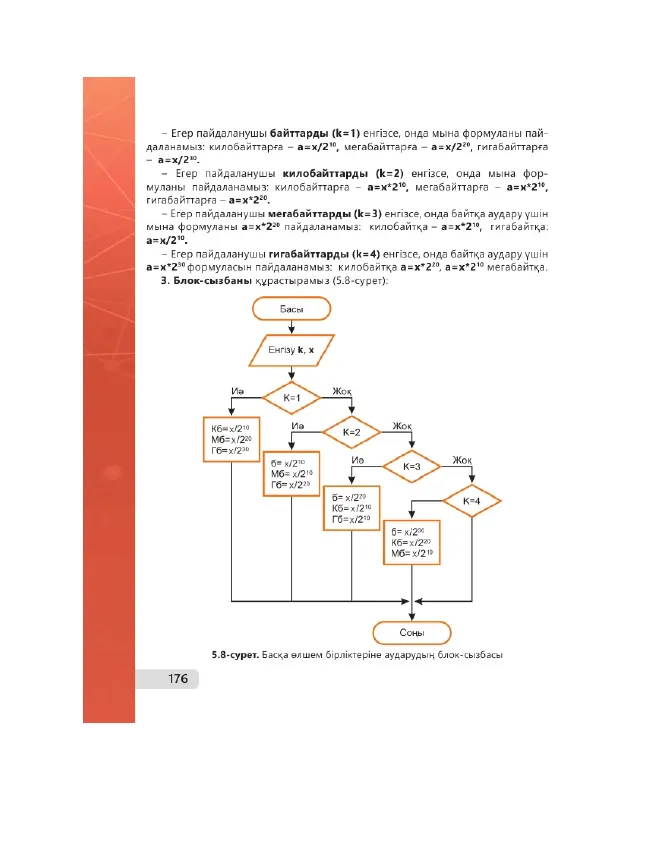 – Егер пайдаланушы байттарды (k=1) енгізсе, онда мына формуланы пай-
даланамыз: килобайттарға – a=x/2¹⁰, мегабайттарға – a=x/2²⁰, гигабайттарға
– a=x/2³⁰.
– Егер пайдаланушы килобайттарды (k=2) енгізсе, онда мына фор-
муланы пайдаланамыз: килобайттарға – a=x*2¹⁰, мегабайттарға – a=x*2¹⁰,
гигабайттарға – a=x*2²⁰.
– Егер пайдаланушы мегабайттарды (k=3) енгізсе, онда байтқа аудару үшін
мына формуланы a=x*2²⁰ пайдаланамыз: килобайтқа – a=x*2¹⁰, гигабайтқа:
a=x/2¹⁰.
– Егер пайдаланушы гигабайттарды (k=4) енгізсе, онда байтқа аудару үшін
a=x*2³⁰ формуласын пайдаланамыз: килобайтқа a=x*2²⁰, a=x*2¹⁰ мегабайтқа.
3. Блок-сызбаны құрастырамыз (5.8-сурет):
Басы
Енгізу k, x
Иә
K=1
Жоқ
Кб=x/2¹⁰
Мб=x/2²⁰
Гб=x/2³⁰
Иә
K=2
Жоқ
б= x/2¹⁰
Мб= x/2¹⁰
Гб=x/2²⁰
Иә
K=3
Жоқ
б= x/2²⁰
Кб=x/2¹⁰
Гб=x/2¹⁰
K=4
б= x/2³⁰
Кб=x/2²⁰
Мб=x/2¹⁰
Соңы
5.8-сурет. Басқа өлшем бірліктеріне аударудың блок-сызбасы
176